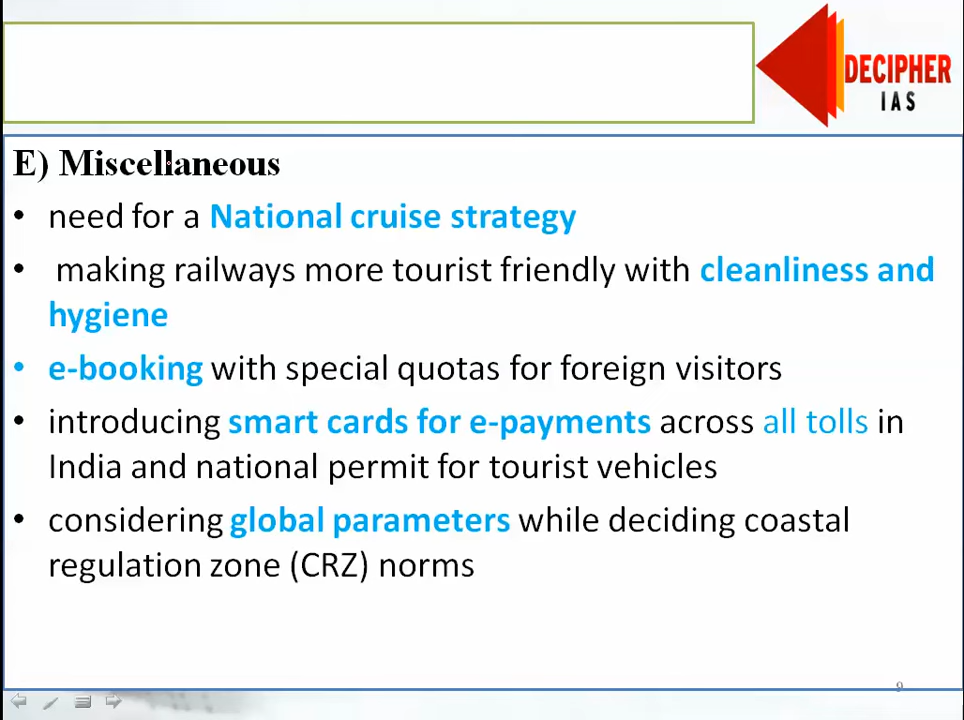 DECIPHER
IAS
E) Miscellaneous
• need for a National cruise strategy
• making railways more tourist friendly with cleanliness and
hygiene
• e-booking with special quotas for foreign visitors
• introducing smart cards for e-payments across all tolls in
India and national permit for tourist vehicles
• considering global parameters while deciding coastal
regulation zone (CRZ) norms
9